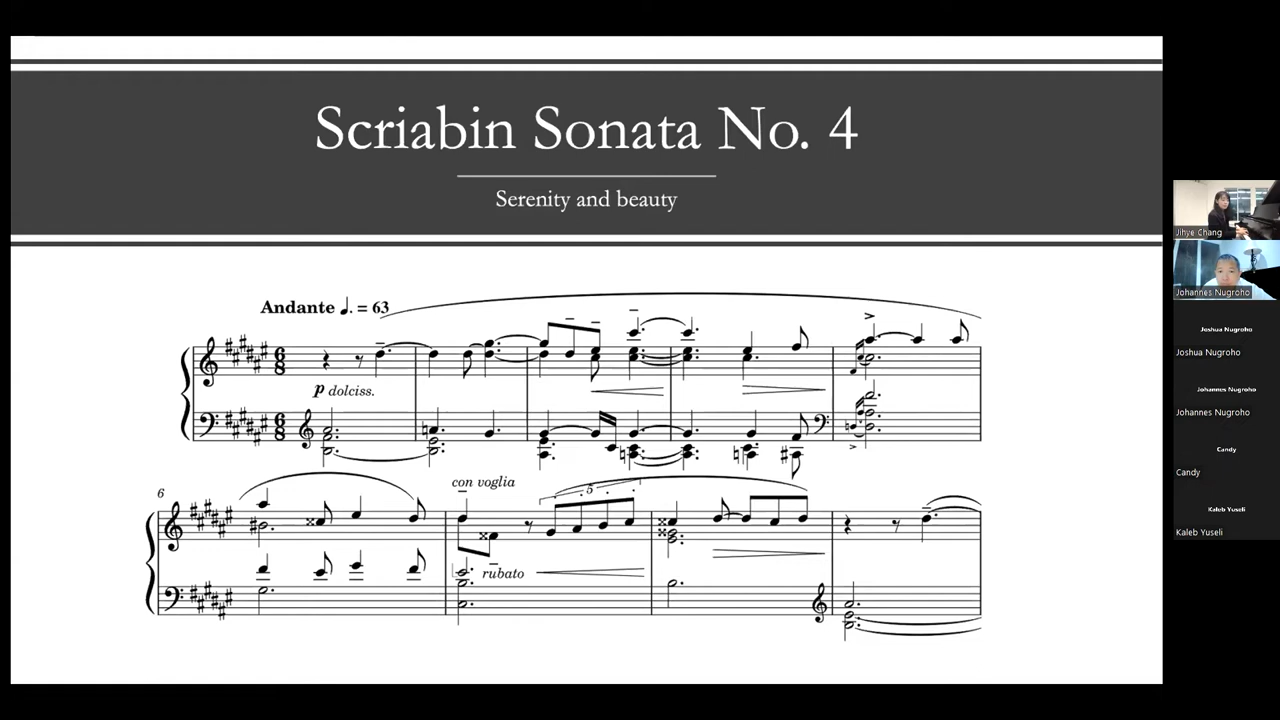 Scriabin Sonata No. 4
Serenity and beauty
Andante ♩. = 63
p dolciss.
6
con voglia
5
rubato
Jihye Chang
Johannes Nugroho
Joshua Nugroho
Joshua Nugroho
Johannes Nugroho
Johannes Nugroho
Candy
Candy
Kaleb Yuseli
Kaleb Yuseli